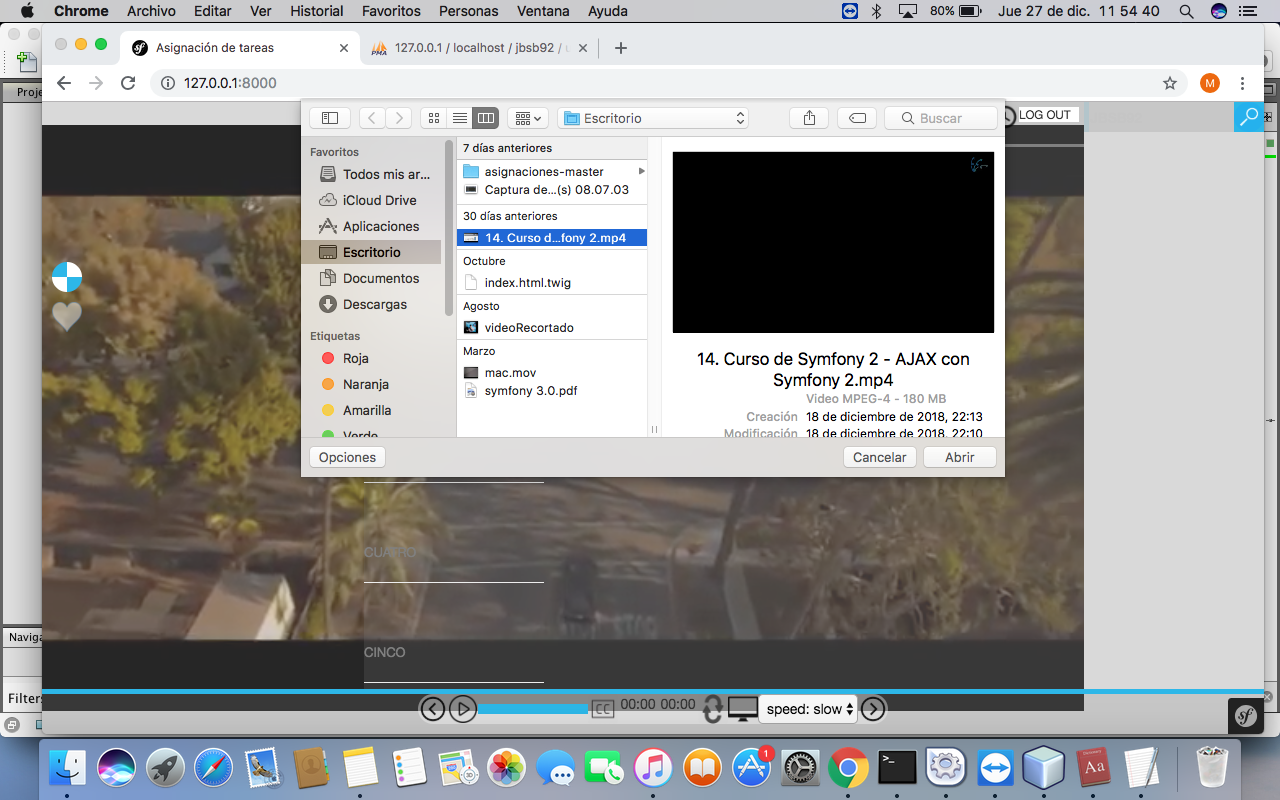 Chrome Archivo Editar Ver Historial Favoritos Personas Ventana Ayuda 80% Jue 27 de dic. 11 54 40
Asignación de tareas
127.0.0.1 / localhost / jbsb92 /
127.0.0.1:8000
M
Proje
Escritorio
Buscar
LOG OUT
Favoritos
Todos mis ar...
iCloud Drive
Aplicaciones
Escritorio
Documentos
Descargas
Etiquetas
Roja
Naranja
Amarilla
Verde
7 días anteriores
asignaciones-master
Captura de...(s) 08.07.03
30 días anteriores
14. Curso d...fony 2.mp4
Octubre
index.html.twig
Agosto
videoRecortado
Marzo
mac.mov
symfony 3.0.pdf
14. Curso de Symfony 2 - AJAX con
Symfony 2.mp4
Video MPEG-4 - 180 MB
Creación 18 de diciembre de 2018, 22:13
Modificación 18 de diciembre de 2018, 22:10
Opciones
Cancelar
Abrir
CUATRO
CINCO
Naviga
Filters
CC
00:00 00:00
speed: slow
sf
1
Aa